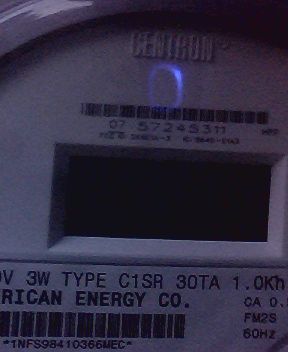 CENTRON
07 57245311
0V 3W TYPE C1SR 30TA 1.0Kh
RICAN ENERGY CO.
CA 0.
FM2S
60HZ
*1NFS98410366MEC*